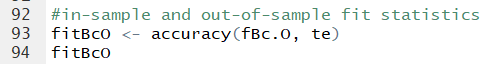 92 #in-sample and out-of-sample fit statistics
93 fitBcO <- accuracy(fBc.O, te)
94 fitBcO